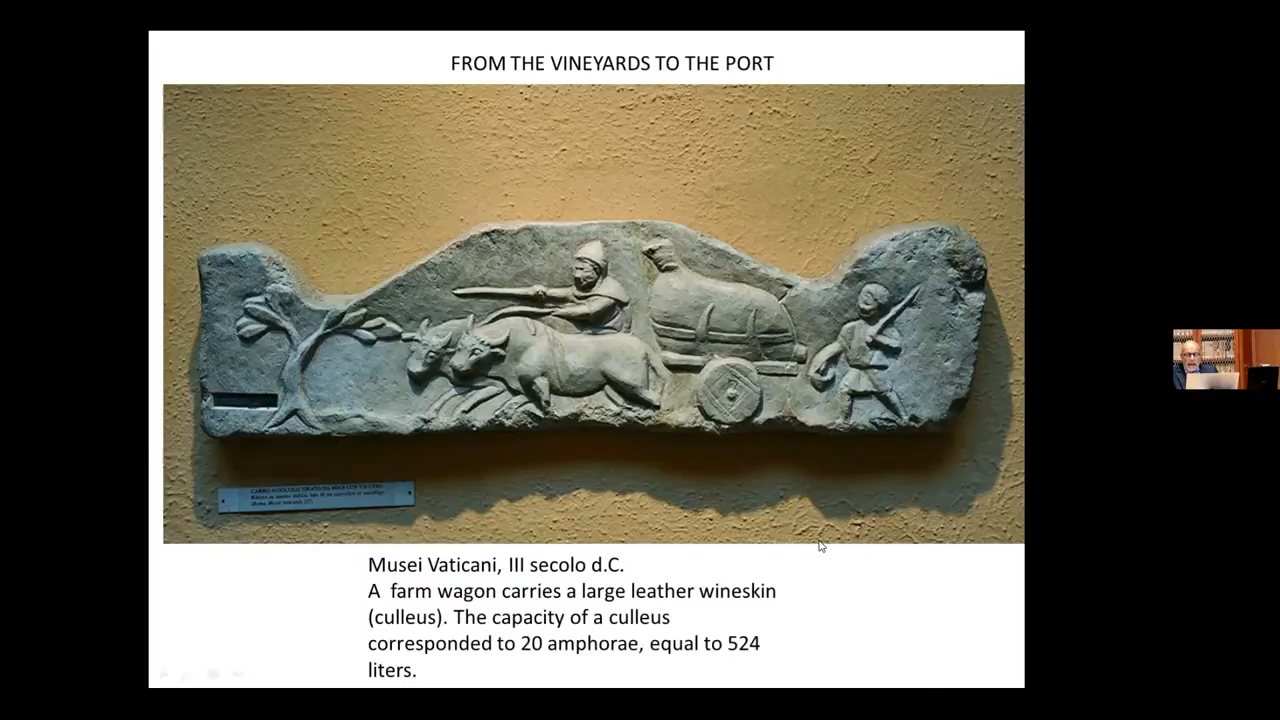 FROM THE VINEYARDS TO THE PORT
Musei Vaticani, III secolo d.C.
A farm wagon carries a large leather wineskin
(culleus). The capacity of a culleus
corresponded to 20 amphorae, equal to 524
liters.